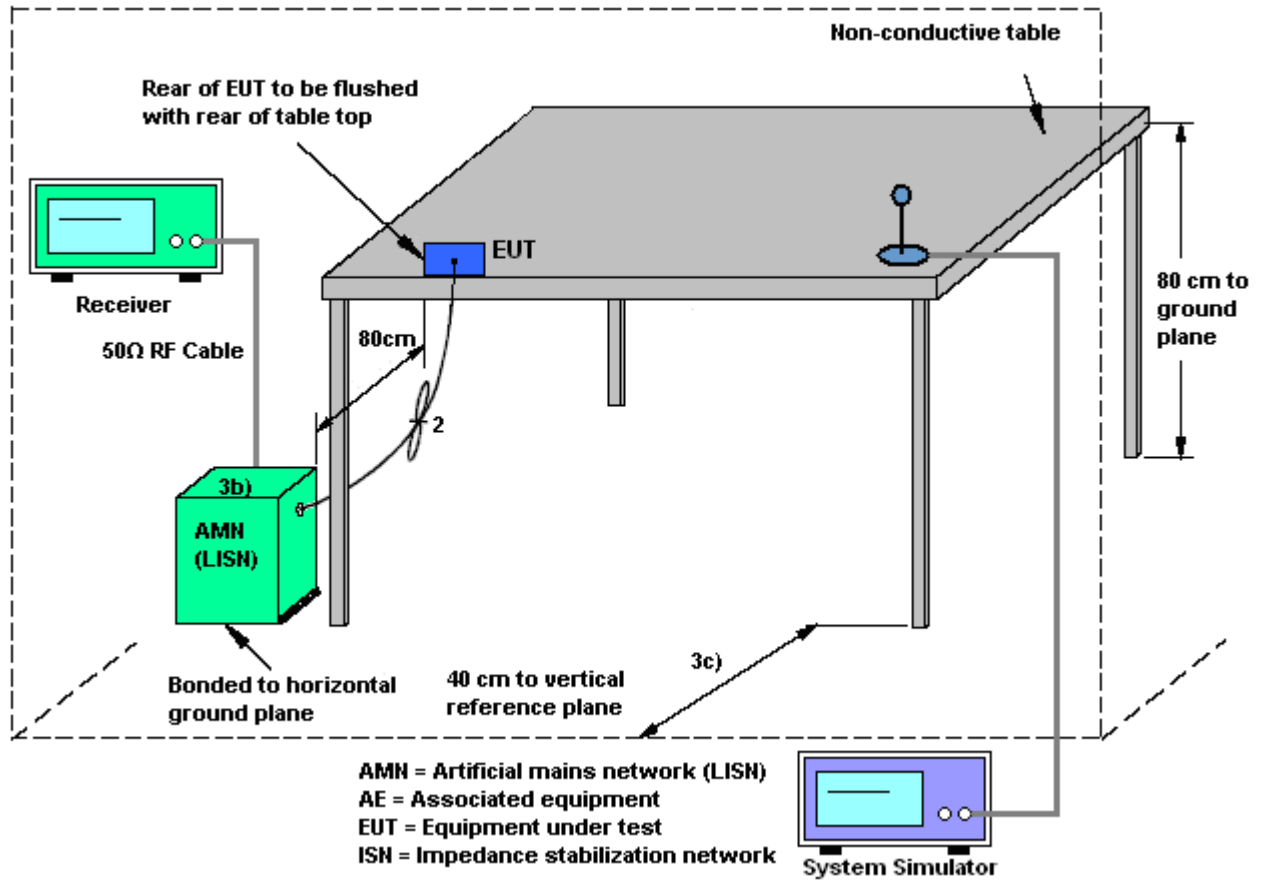 Non-conductive table
Rear of EUT to be flushed
with rear of table top
EUT
Receiver
80 cm to
ground
plane
80cm
50Ω RF Cable
2
3b)
AMN
(LISN)
3c)
Bonded to horizontal
ground plane
40 cm to vertical
reference plane
AMN = Artificial mains network (LISN)
AE = Associated equipment
EUT = Equipment under test
ISN = Impedance stabilization network
System Simulator